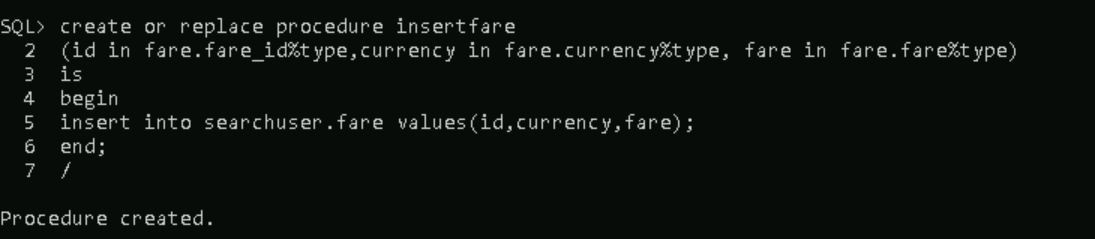 SQL> create or replace procedure insertfare
2 (id in fare.fare_id%type,currency in fare.currency%type, fare in fare.fare%type)
3 is
4 begin
5 insert into searchuser.fare values(id,currency,fare);
6 end;
7 /
Procedure created.